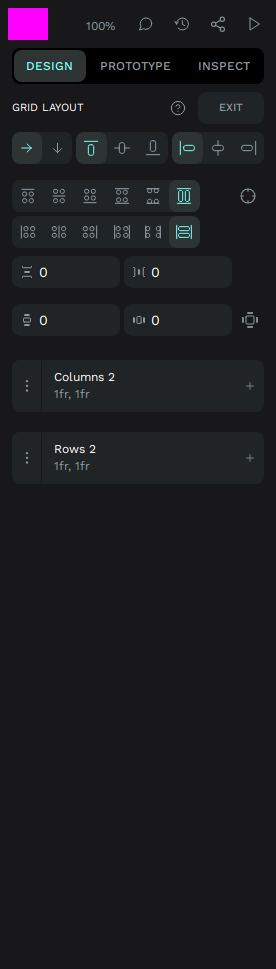 100%
DESIGN PROTOTYPE INSPECT
GRID LAYOUT EXIT
0 0
0 0
Columns 2
1fr, 1fr
Rows 2
1fr, 1fr